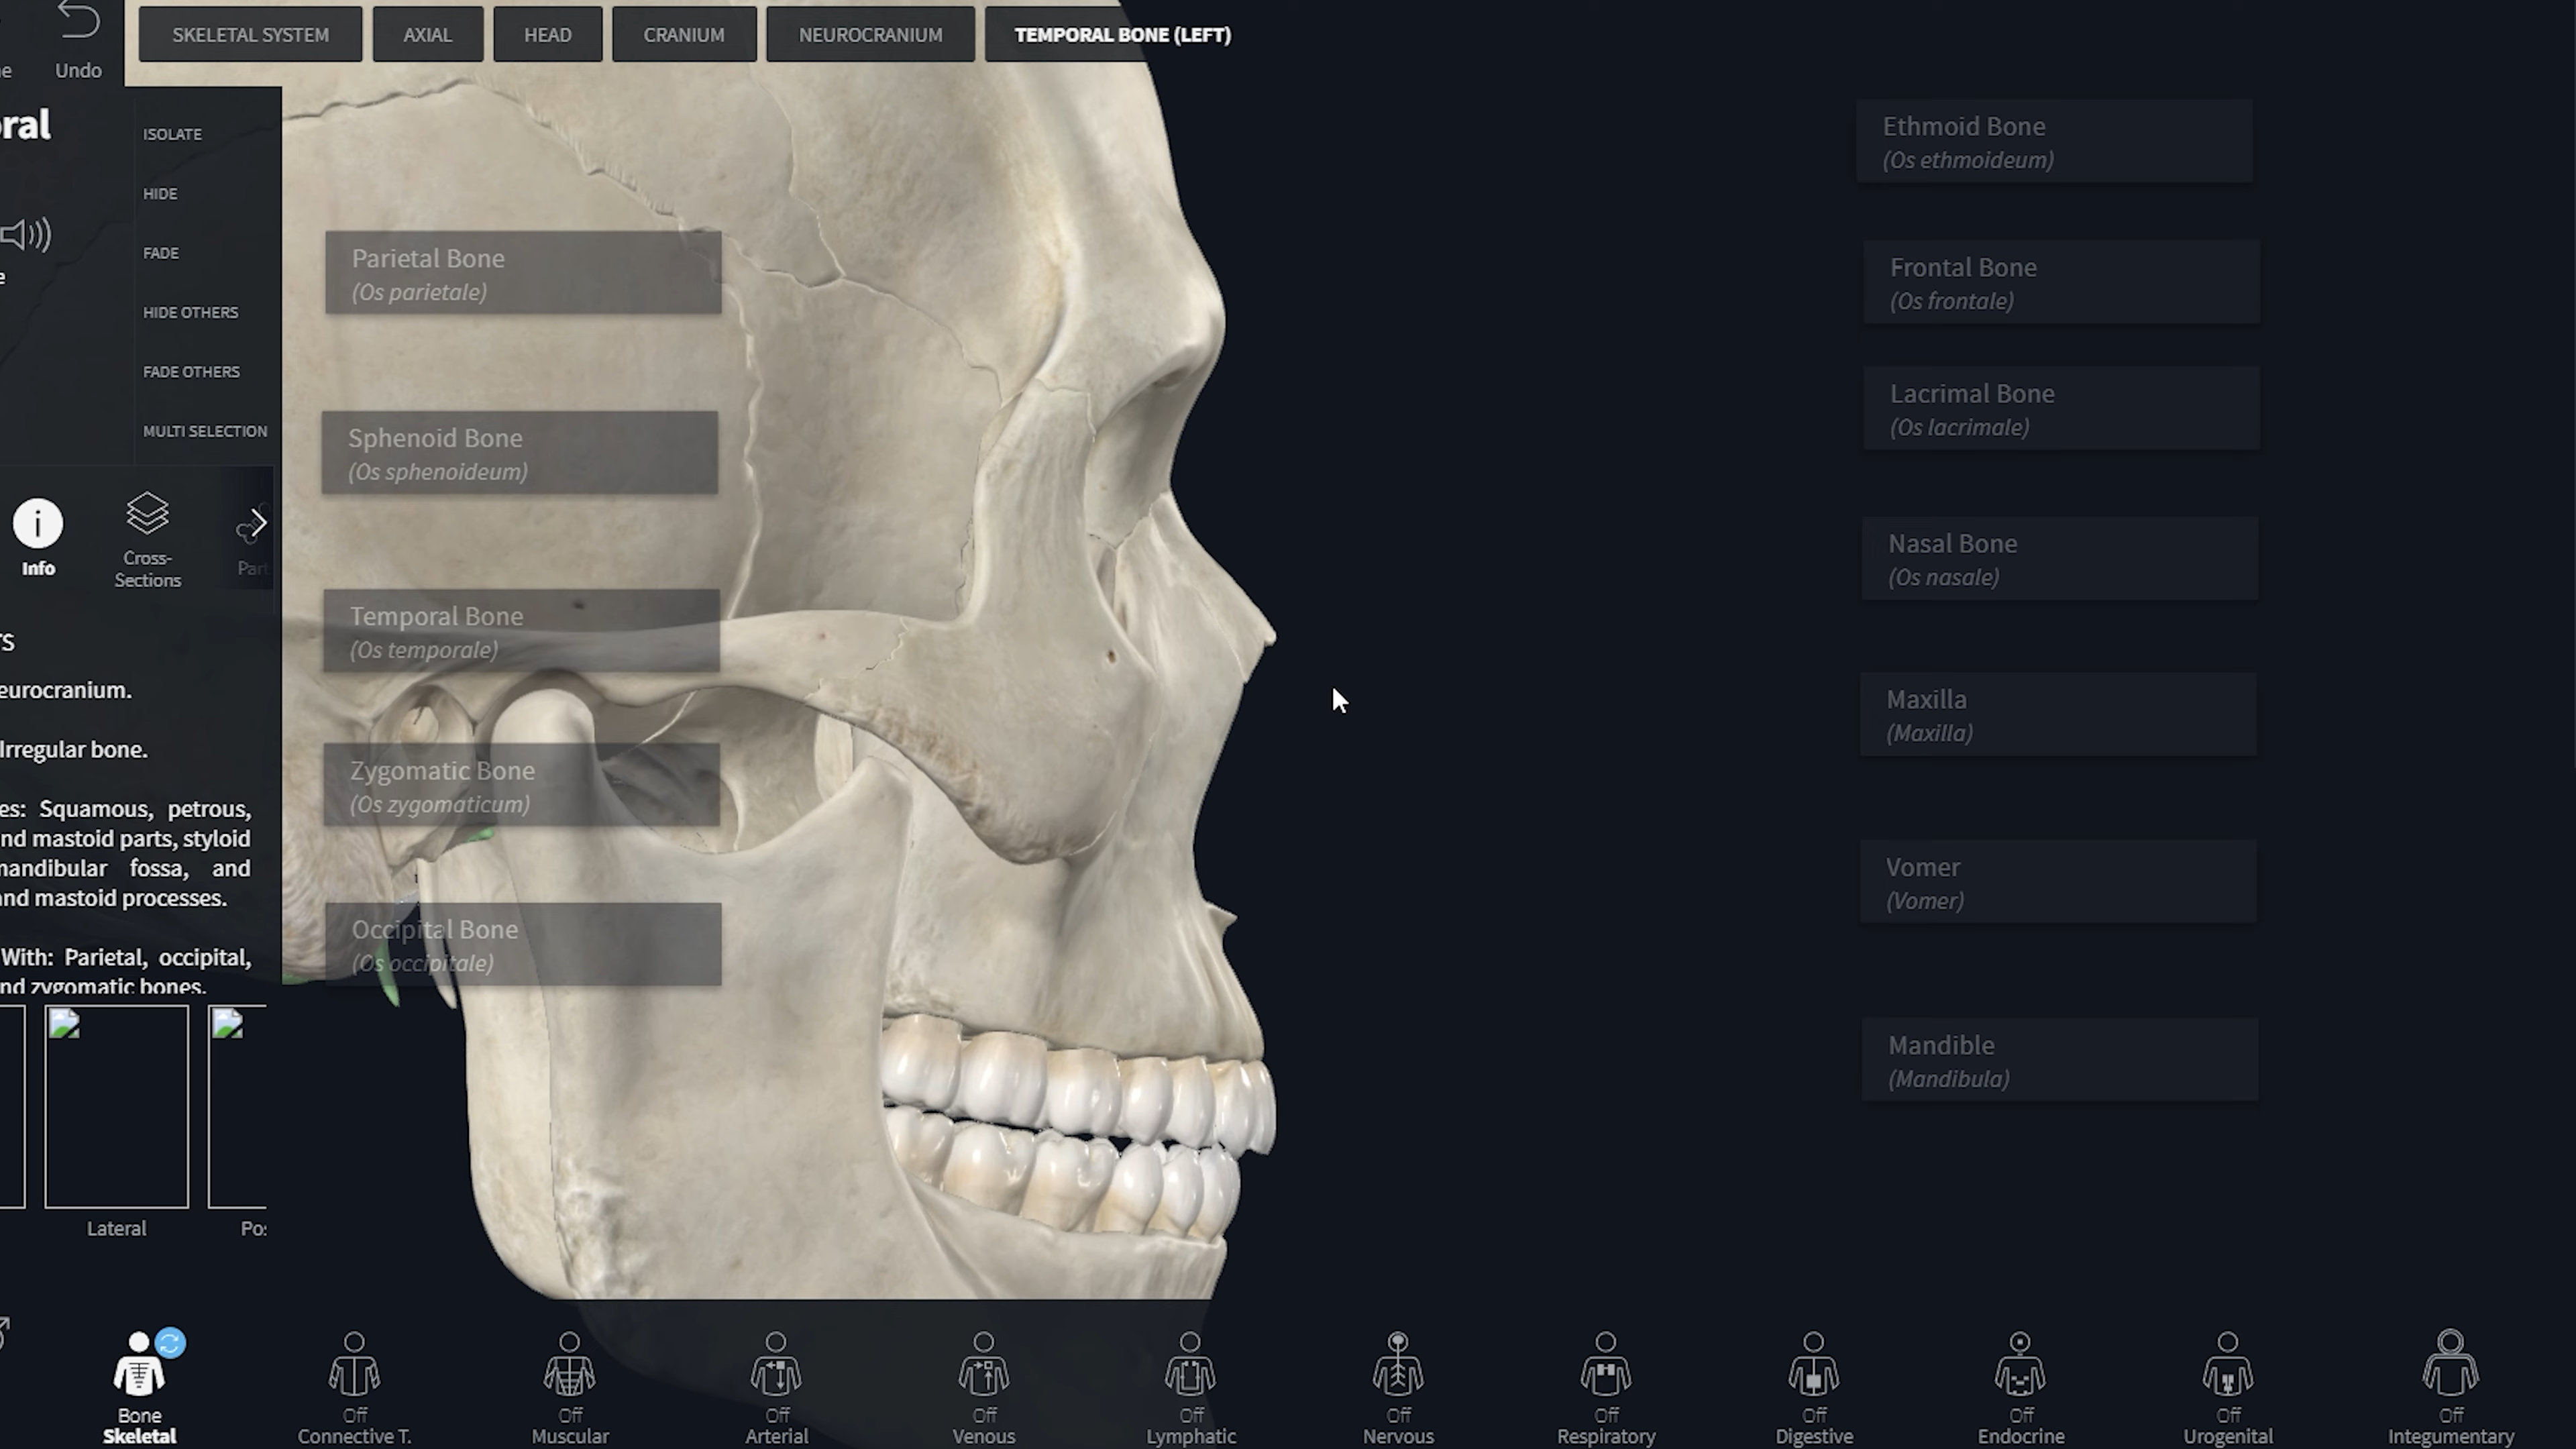 Undo
SKELETAL SYSTEM
AXIAL
HEAD
CRANIUM
NEUROCRANIUM
TEMPORAL BONE (LEFT)
ISOLATE
HIDE
FADE
HIDE OTHERS
FADE OTHERS
MULTI SELECTION
Info
Cross-
Sections
Part
eurocranium.
Irregular bone.
es: Squamous, petrous,
nd mastoid parts, styloid
mandibular fossa, and
and mastoid processes.
With: Parietal, occipital,
nd zygomatic bones.
Lateral
Pos
Parietal Bone
(Os parietale)
Sphenoid Bone
(Os sphenoideum)
Temporal Bone
(Os temporale)
Zygomatic Bone
(Os zygomaticum)
Occipital Bone
(Os occipitale)
Ethmoid Bone
(Os ethmoideum)
Frontal Bone
(Os frontale)
Lacrimal Bone
(Os lacrimale)
Nasal Bone
(Os nasale)
Maxilla
(Maxilla)
Vomer
(Vomer)
Mandible
(Mandibula)
Bone
Skeletal
Off
Connective T.
Off
Muscular
Off
Arterial
Off
Venous
Off
Lymphatic
Off
Nervous
Off
Respiratory
Off
Digestive
Off
Endocrine
Off
Urogenital
Off
Integumentary